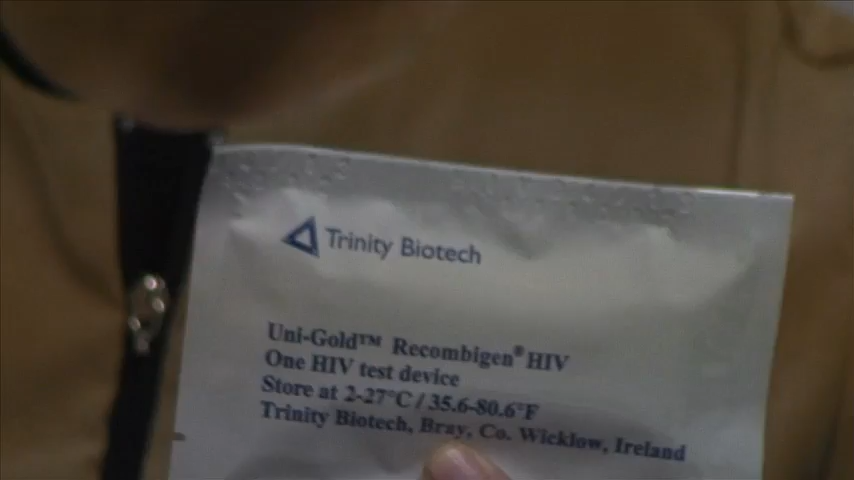 Trinity Biotech
Uni-Gold™ Recombigen® HIV
One HIV test device
Store at 2-27°C / 35.6-80.6°F
Trinity Biotech, Bray, Co. Wicklow, Ireland